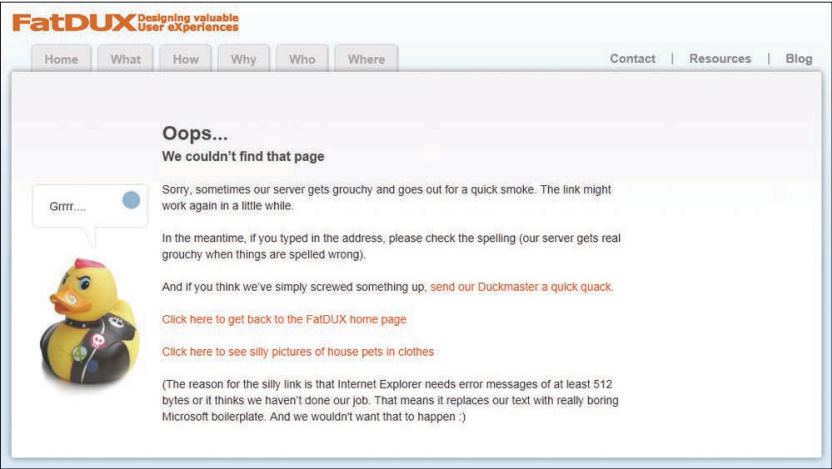 FatDUX Designing valuable
User eXperiences
Home What How Why Who Where
Contact | Resources | Blog
Oops...
We couldn't find that page
Grrrr....
Sorry, sometimes our server gets grouchy and goes out for a quick smoke. The link might
work again in a little while.
In the meantime, if you typed in the address, please check the spelling (our server gets real
grouchy when things are spelled wrong).
And if you think we've simply screwed something up, send our Duckmaster a quick quack.
Click here to get back to the FatDUX home page
Click here to see silly pictures of house pets in clothes
(The reason for the silly link is that Internet Explorer needs error messages of at least 512
bytes or it thinks we haven't done our job. That means it replaces our text with really boring
Microsoft boilerplate. And we wouldn't want that to happen :)